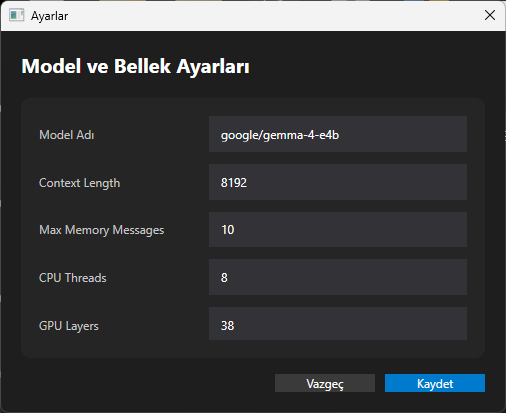 Ayarlar
Model ve Bellek Ayarları
Model Adı google/gemma-4-e4b
Context Length 8192
Max Memory Messages 10
CPU Threads 8
GPU Layers 38
Vazgeç Kaydet